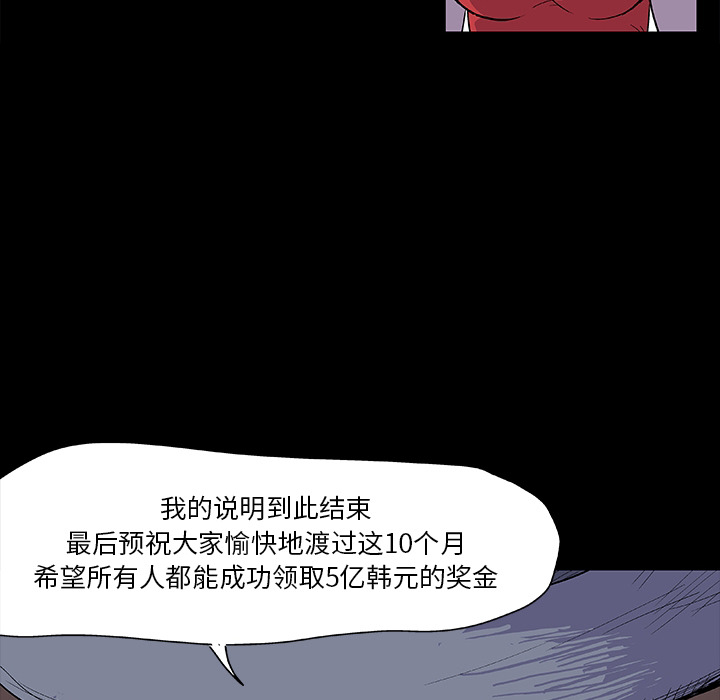 我的说明到此结束
最后预祝大家愉快地渡过这10个月
希望所有人都能成功领取5亿韩元的奖金